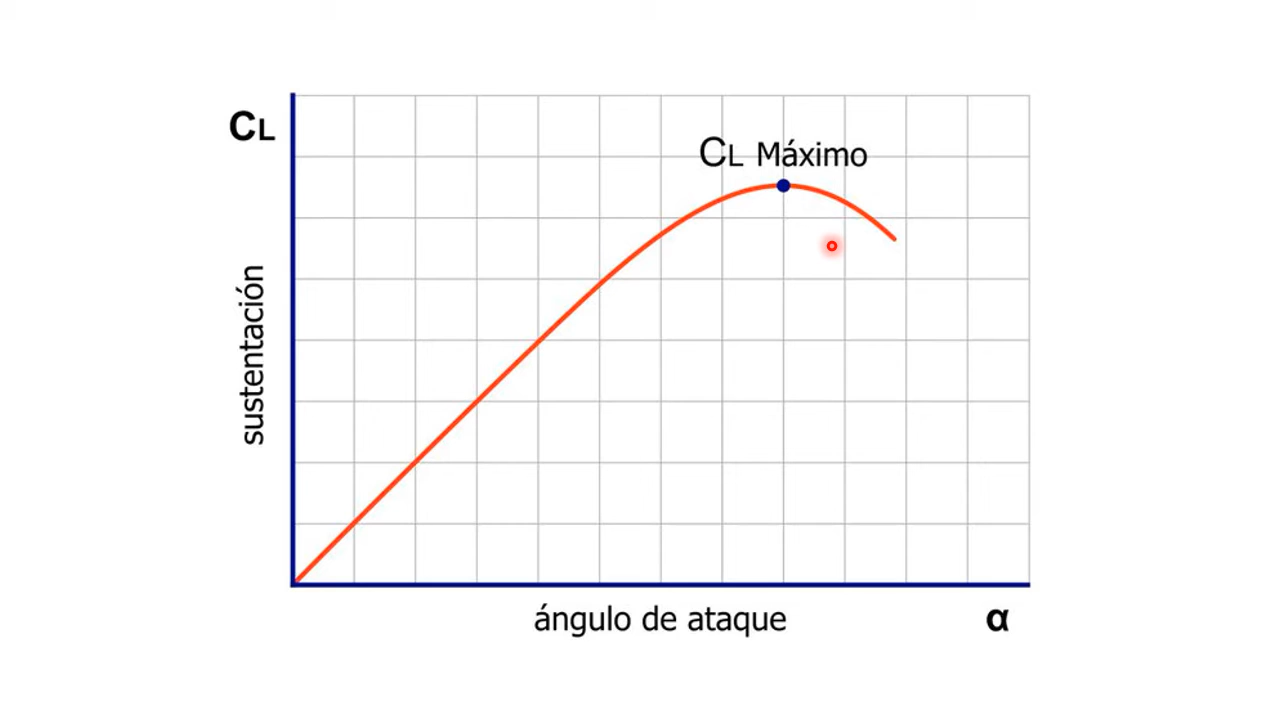 CL
CL Máximo
sustentación
ángulo de ataque
α